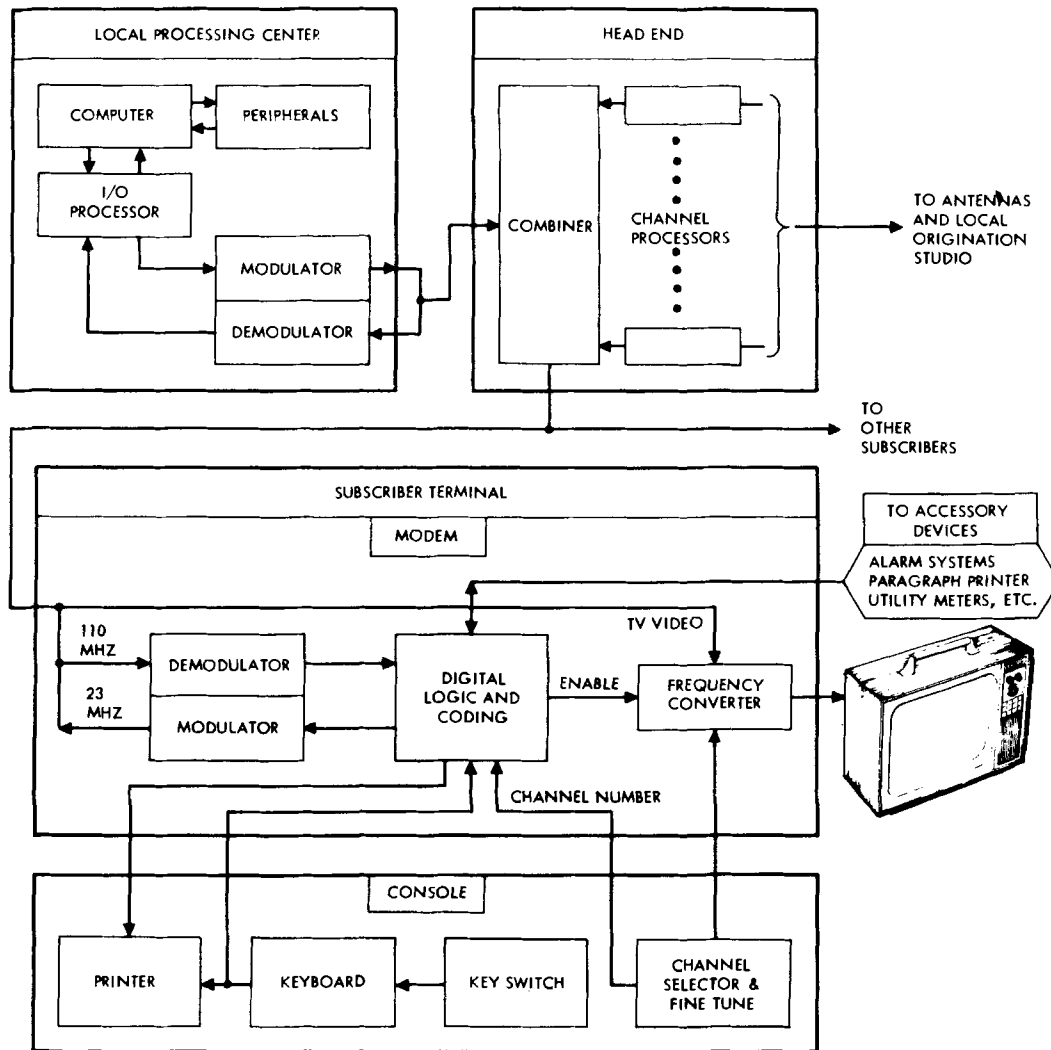 LOCAL PROCESSING CENTER
HEAD END
COMPUTER
PERIPHERALS
I/O
PROCESSOR
MODULATOR
DEMODULATOR
COMBINER
CHANNEL
PROCESSORS
TO ANTENNAS
AND LOCAL
ORIGINATION
STUDIO
TO
OTHER
SUBSCRIBERS
SUBSCRIBER TERMINAL
MODEM
TO ACCESSORY
DEVICES
ALARM SYSTEMS
PARAGRAPH PRINTER
UTILITY METERS, ETC.
110
MHZ
23
MHZ
DEMODULATOR
MODULATOR
DIGITAL
LOGIC AND
CODING
TV VIDEO
ENABLE
FREQUENCY
CONVERTER
CHANNEL NUMBER
CONSOLE
PRINTER
KEYBOARD
KEY SWITCH
CHANNEL
SELECTOR &
FINE TUNE